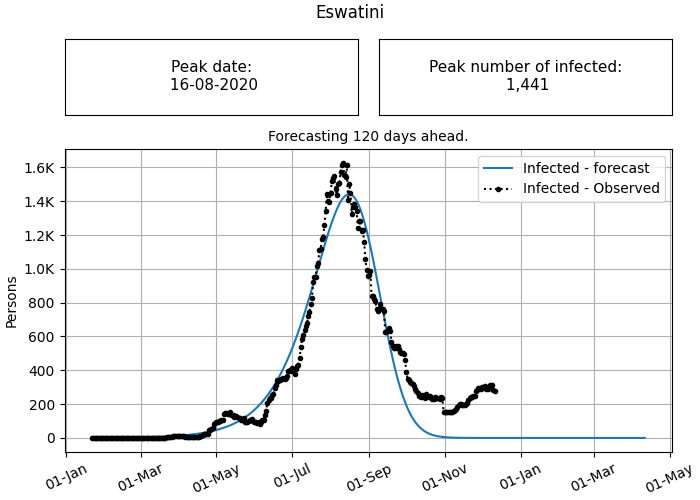 Eswatini
Peak date:
16-08-2020
Peak number of infected:
1,441
Forecasting 120 days ahead.
Infected - forecast
Infected - Observed
Persons
1.6K
1.4K
1.2K
1.0K
800
600
400
200
0
01-Jan
01-Mar
01-May
01-Jul
01-Sep
01-Nov
01-Jan
01-Mar
01-May